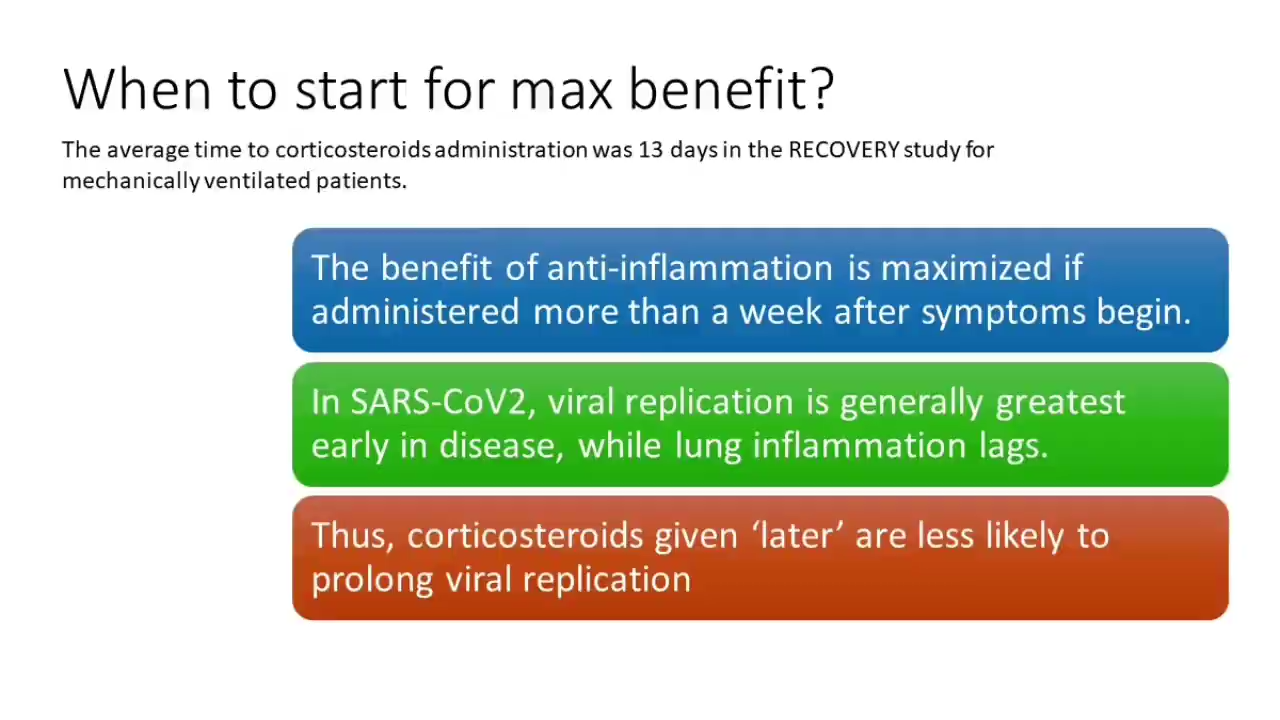 When to start for max benefit?
The average time to corticosteroids administration was 13 days in the RECOVERY study for
mechanically ventilated patients.
The benefit of anti-inflammation is maximized if
administered more than a week after symptoms begin.
In SARS-CoV2, viral replication is generally greatest
early in disease, while lung inflammation lags.
Thus, corticosteroids given ‘later’ are less likely to
prolong viral replication